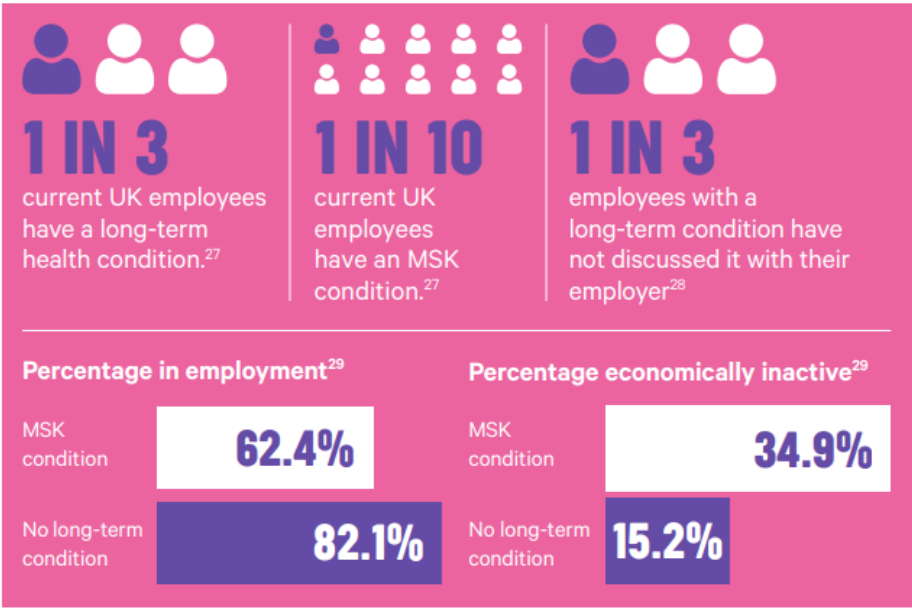 1 IN 3
current UK employees
have a long-term
health condition.27
1 IN 10
current UK
employees
have an MSK
condition.27
1 IN 3
employees with a
long-term condition have
not discussed it with their
employer28
Percentage in employment29
MSK
condition
62.4%
No long-term
condition
82.1%
Percentage economically inactive29
MSK
condition
34.9%
No long-term
condition
15.2%